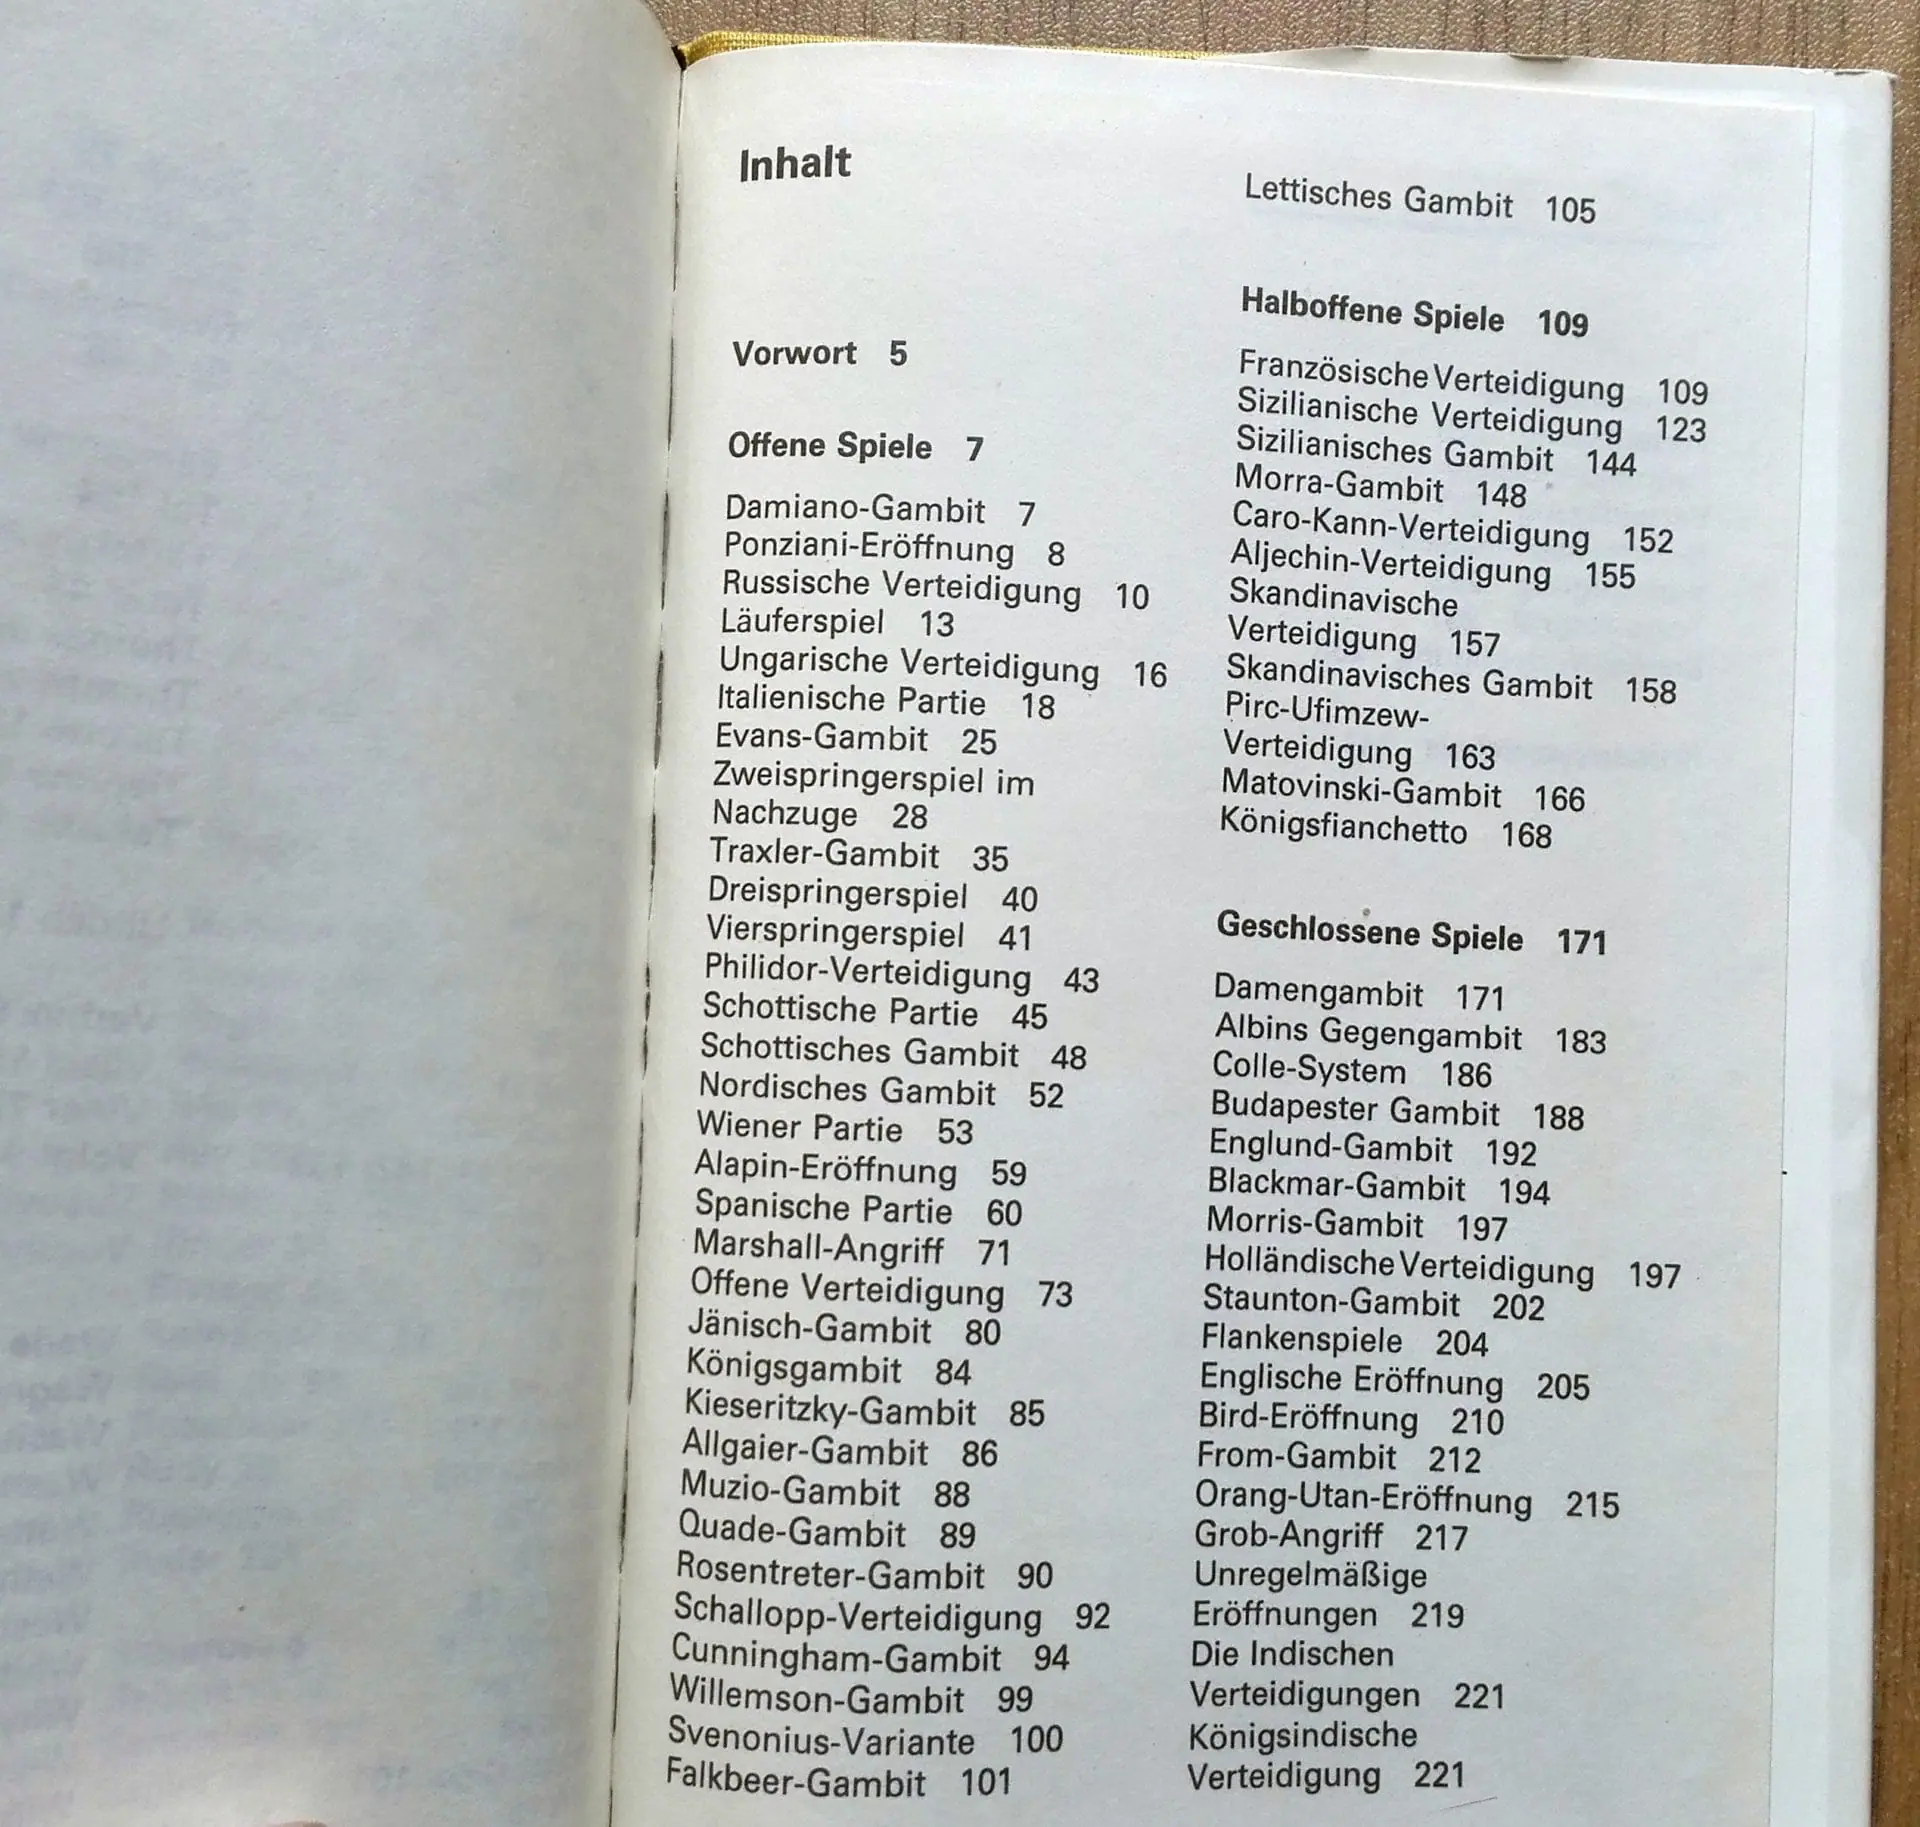 Inhalt
Vorwort 5
Offene Spiele 7
Damiano-Gambit 7
Ponziani-Eröffnung 8
Russische Verteidigung 10
Läuferspiel 13
Ungarische Verteidigung 16
Italienische Partie 18
Evans-Gambit 25
Zweispringerspiel im
Nachzuge 28
Traxler-Gambit 35
Dreispringerspiel 40
Vierspringerspiel 41
Philidor-Verteidigung 43
Schottische Partie 45
Schottisches Gambit 48
Nordisches Gambit 52
Wiener Partie 53
Alapin-Eröffnung 59
Spanische Partie 60
Marshall-Angriff 71
Offene Verteidigung 73
Jänisch-Gambit 80
Königsgambit 84
Kieseritzky-Gambit 85
Allgaier-Gambit 86
Muzio-Gambit 88
Quade-Gambit 89
Rosentreter-Gambit 90
Schallopp-Verteidigung 92
Cunningham-Gambit 94
Willemson-Gambit 99
Svenonius-Variante 100
Falkbeer-Gambit 101
Lettisches Gambit 105
Halboffene Spiele 109
Französische Verteidigung 109
Sizilianische Verteidigung 123
Sizilianisches Gambit 144
Morra-Gambit 148
Caro-Kann-Verteidigung 152
Aljechin-Verteidigung 155
Skandinavische
Verteidigung 157
Skandinavisches Gambit 158
Pirc-Ufimzew-
Verteidigung 163
Matovinski-Gambit 166
Königsfianchetto 168
Geschlossene Spiele 171
Damengambit 171
Albins Gegengambit 183
Colle-System 186
Budapester Gambit 188
Englund-Gambit 192
Blackmar-Gambit 194
Morris-Gambit 197
Holländische Verteidigung 197
Staunton-Gambit 202
Flankenspiele 204
Englische Eröffnung 205
Bird-Eröffnung 210
From-Gambit 212
Orang-Utan-Eröffnung 215
Grob-Angriff 217
Unregelmäßige
Eröffnungen 219
Die Indischen
Verteidigungen 221
Königsindische
Verteidigung 221